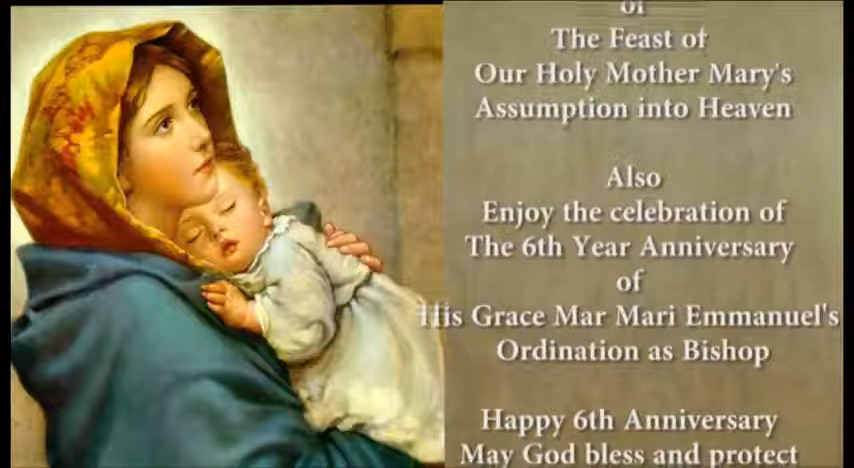 of
The Feast of
Our Holy Mother Mary's
Assumption into Heaven
Also
Enjoy the celebration of
The 6th Year Anniversary
of
His Grace Mar Mari Emmanuel's
Ordination as Bishop
Happy 6th Anniversary
May God bless and protect